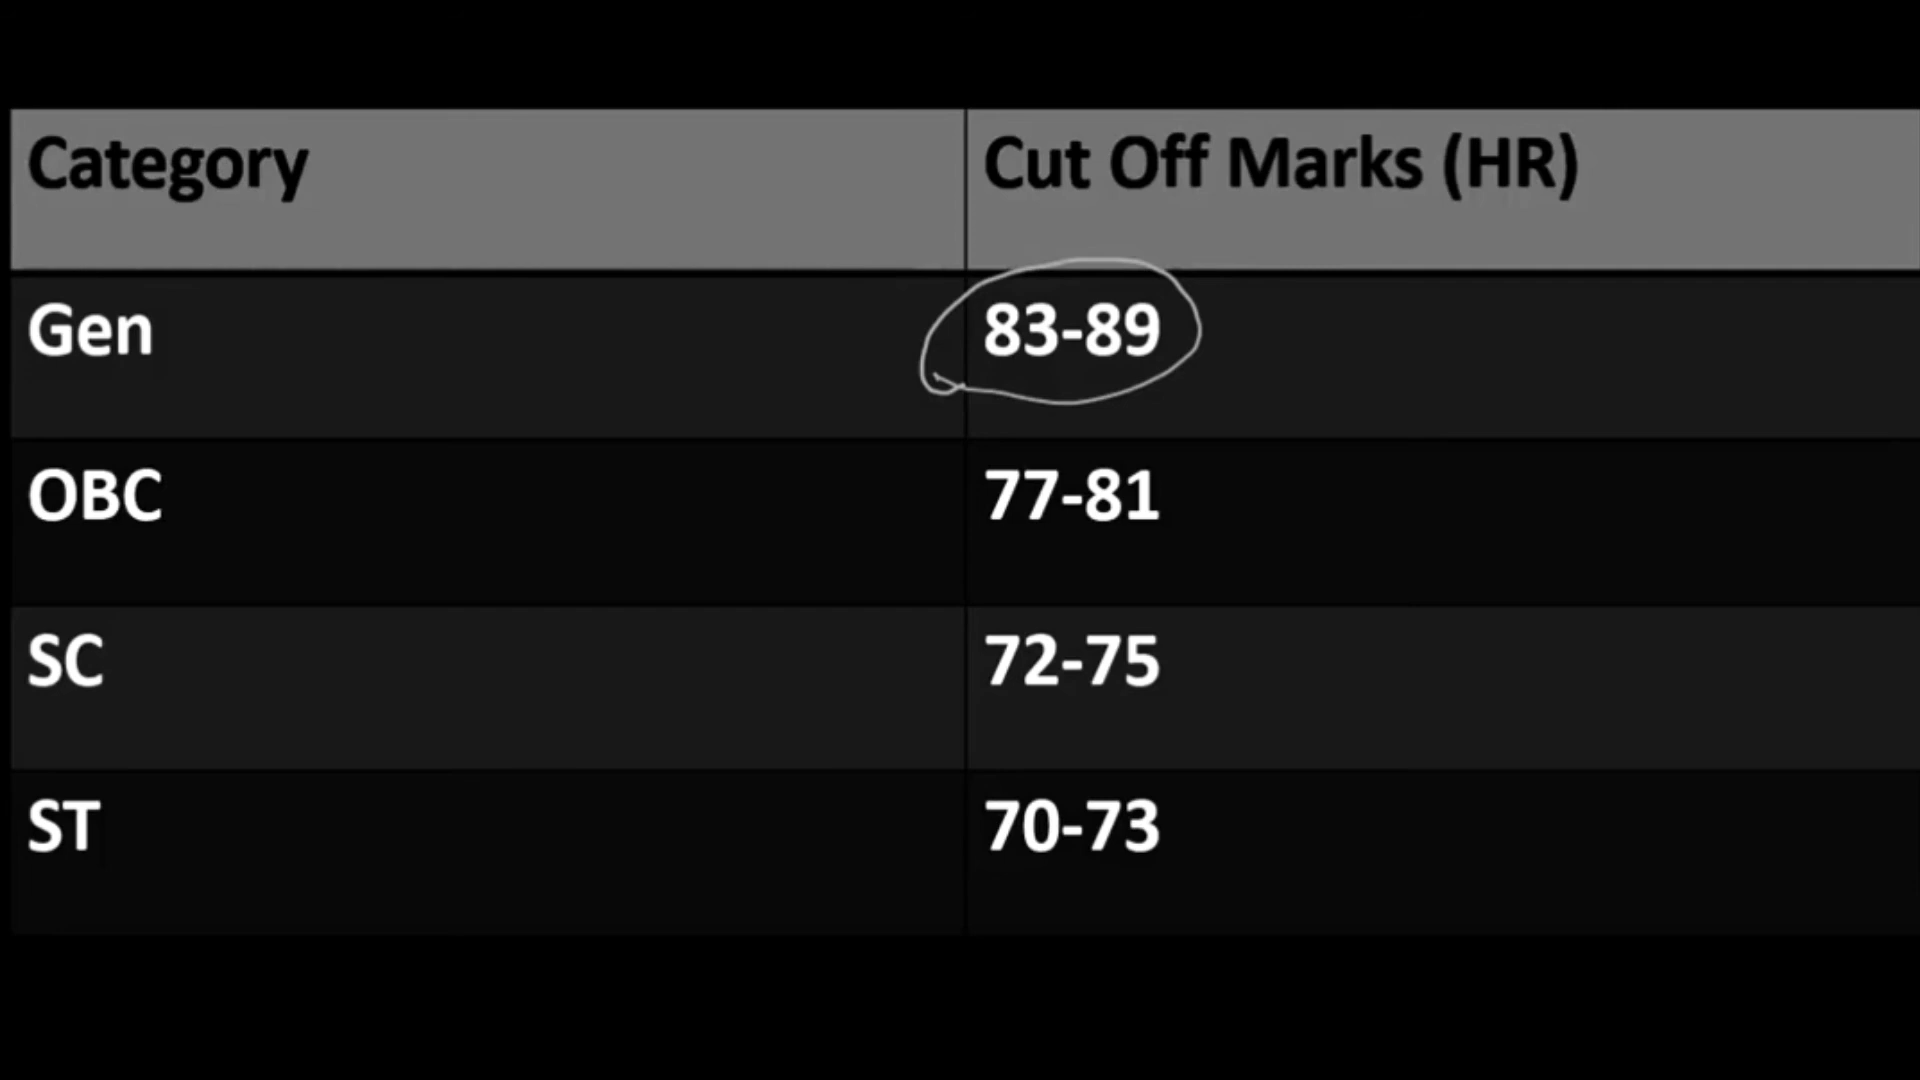 Category Cut Off Marks (HR)
Gen 83-89
OBC 77-81
SC 72-75
ST 70-73